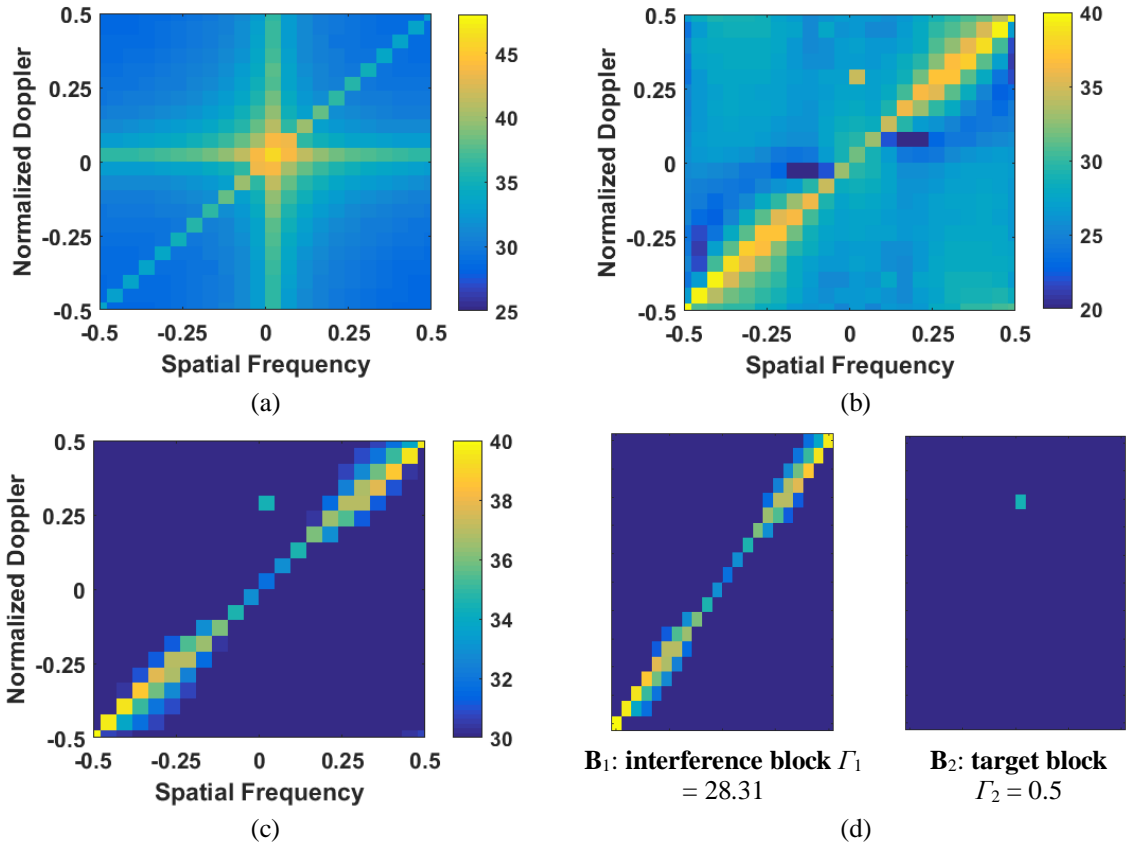 0.5
0.25
0
-0.25
-0.5
Normalized Doppler
-0.5 -0.25 0 0.25 0.5
Spatial Frequency
45
40
35
30
25
(a)
0.5
0.25
0
-0.25
-0.5
Normalized Doppler
-0.5 -0.25 0 0.25 0.5
Spatial Frequency
40
35
30
25
20
(b)
0.5
0.25
0
-0.25
-0.5
Normalized Doppler
-0.5 -0.25 0 0.25 0.5
Spatial Frequency
40
38
36
34
32
30
(c)
B₁: interference block Γ₁
= 28.31
B₂: target block
Γ₂ = 0.5
(d)